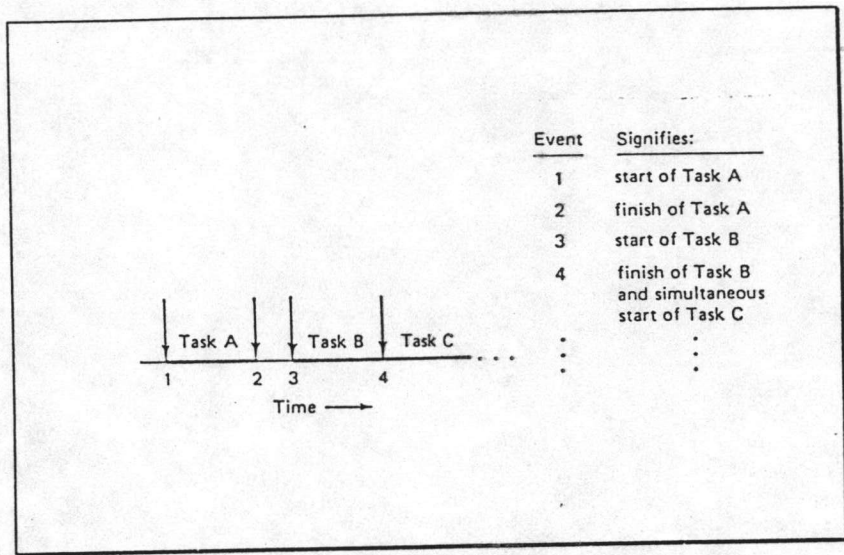 Event Signifies:
1 start of Task A
2 finish of Task A
3 start of Task B
4 finish of Task B
and simultaneous
start of Task C
Task A Task B Task C
1 2 3 4
Time